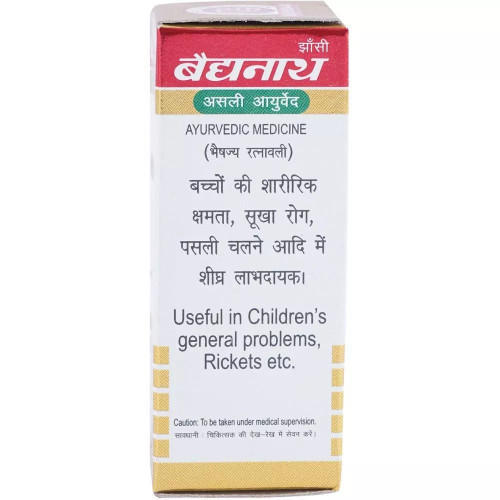 झाँसी
बैद्यनाथ
असली आयुर्वेद
AYURVEDIC MEDICINE
(भैषज्य रत्नावली)
बच्चों की शारीरिक
क्षमता, सूखा रोग,
पसली चलने आदि में
शीघ्र लाभदायक।
Useful in Children's
general problems,
Rickets etc.
Caution: To be taken under medical supervision.
सावधानी : चिकित्सक की देख-रेख में सेवन करें।